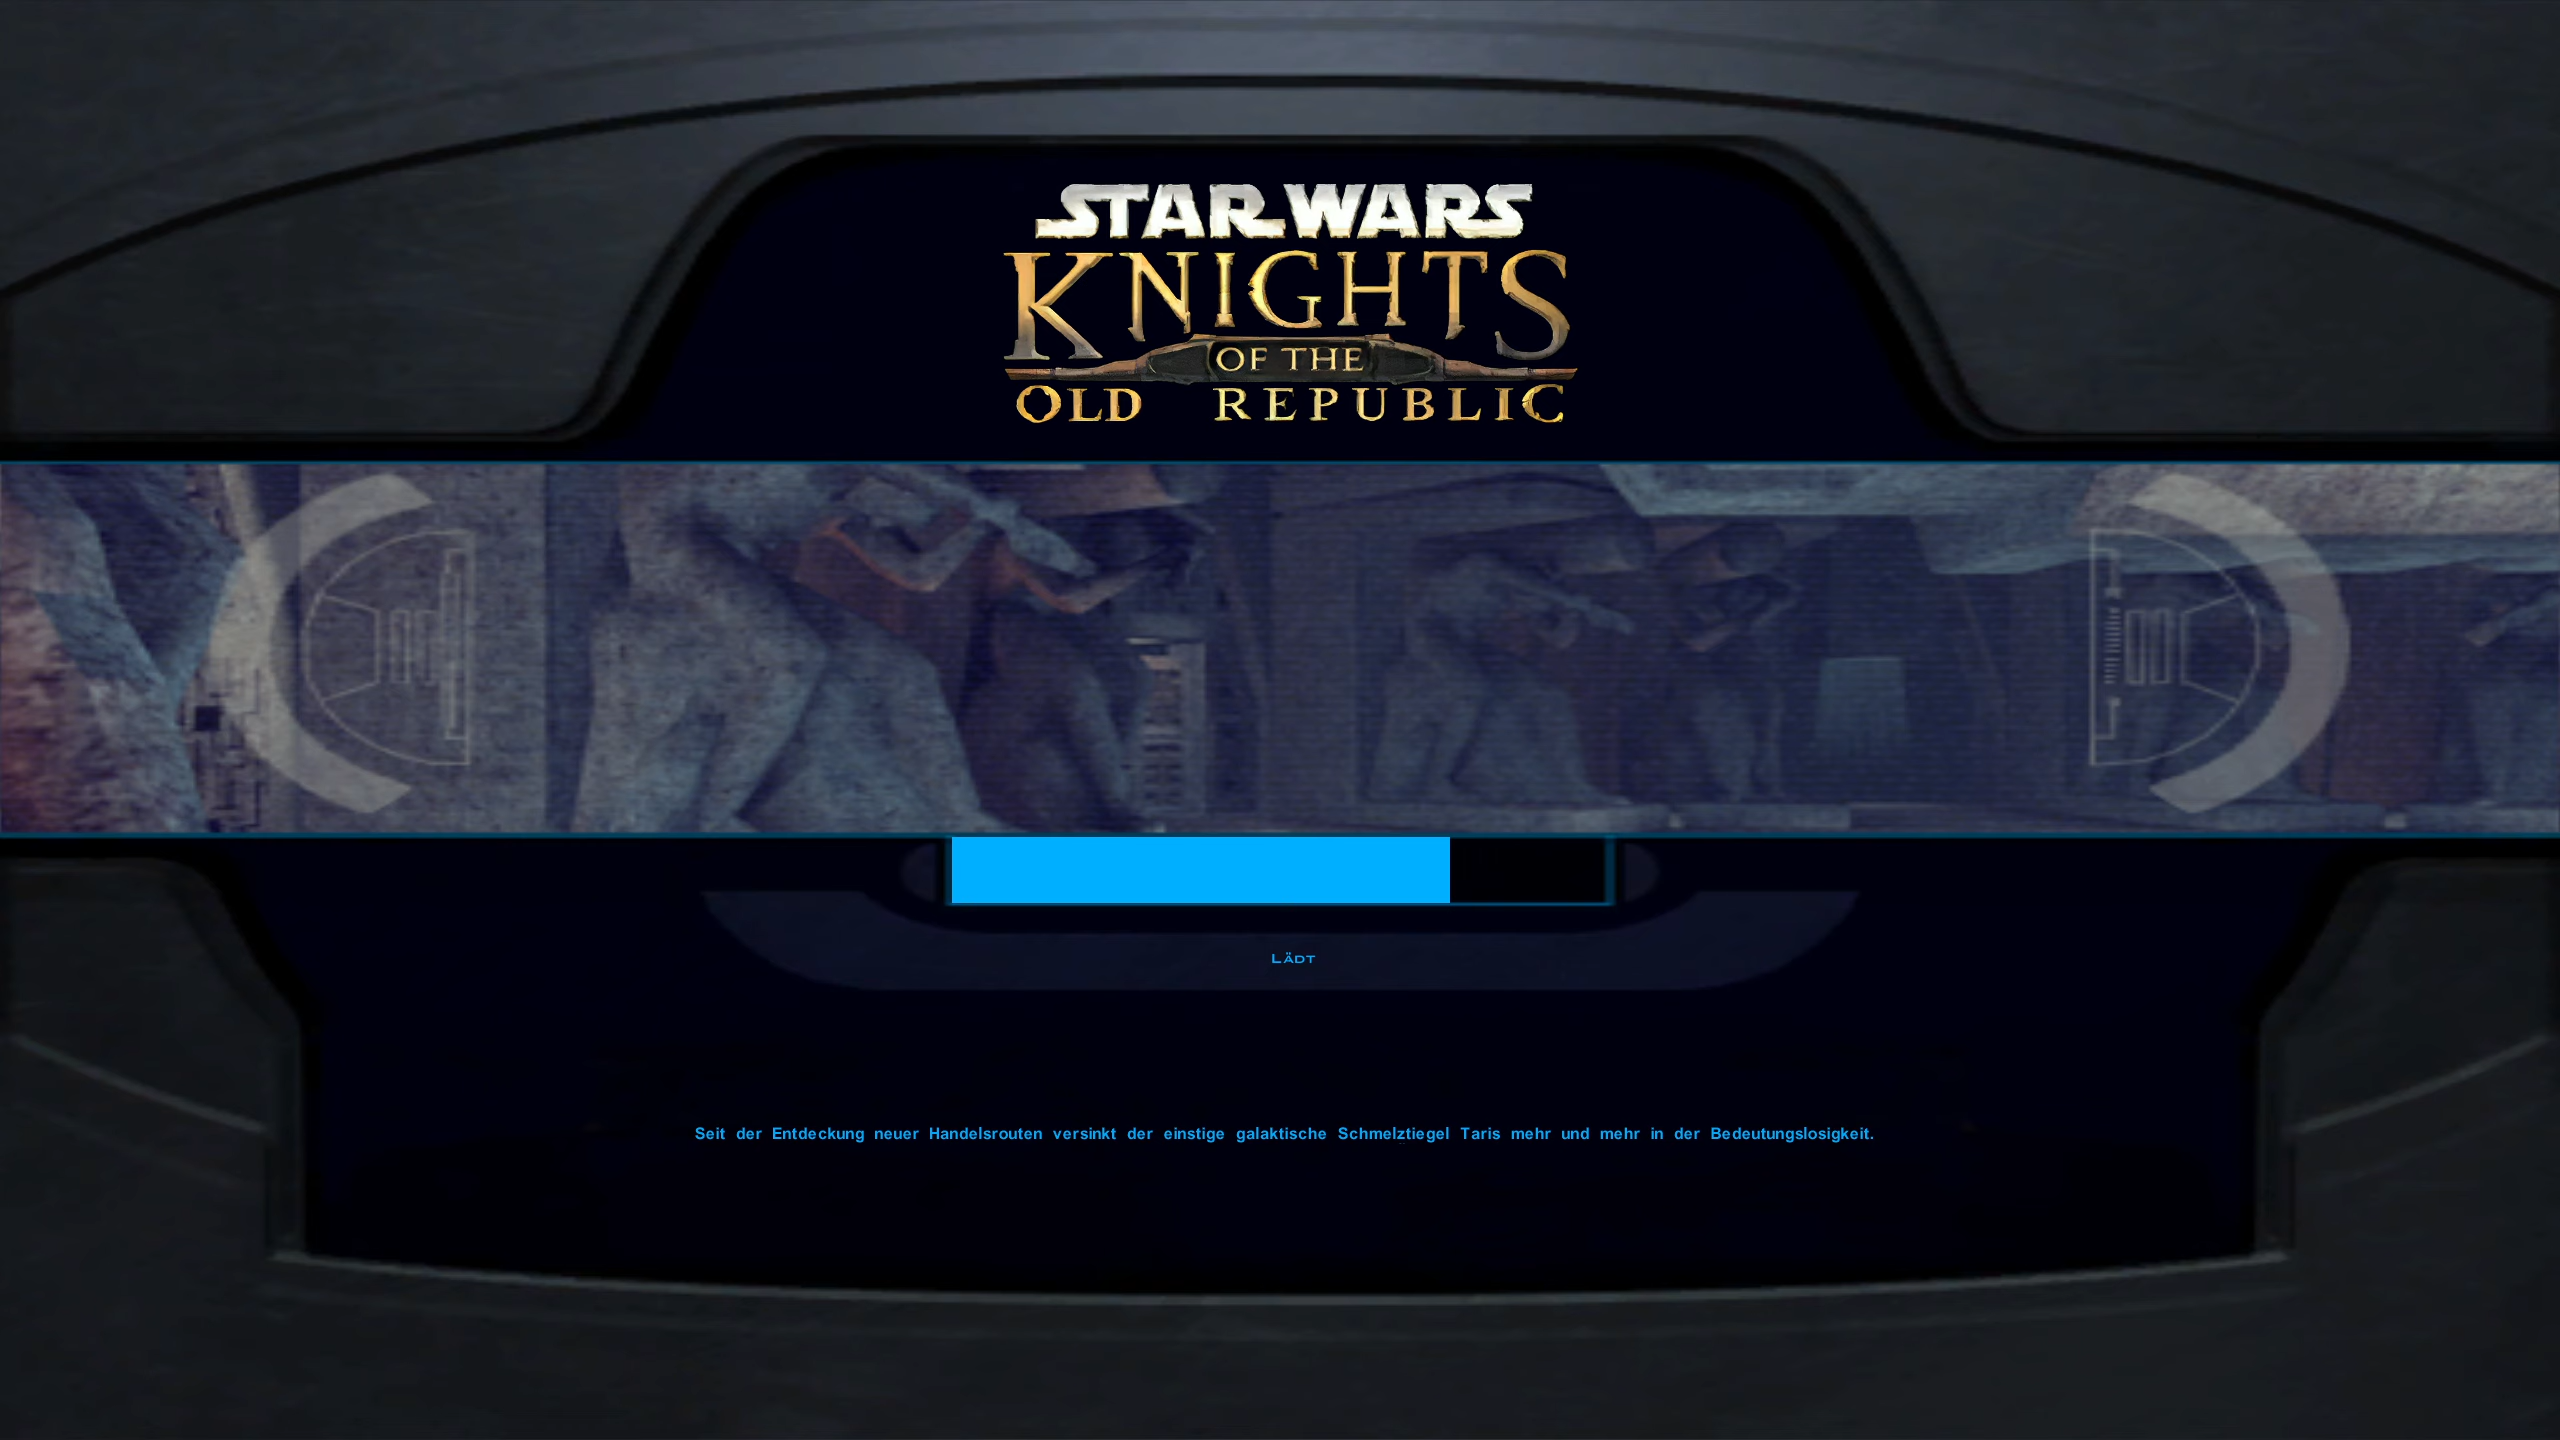 STAR WARS
KNIGHTS
OF THE
OLD REPUBLIC
LÄDT
Seit der Entdeckung neuer Handelsrouten versinkt der einstige galaktische Schmelztiegel Taris mehr und mehr in der Bedeutungslosigkeit.